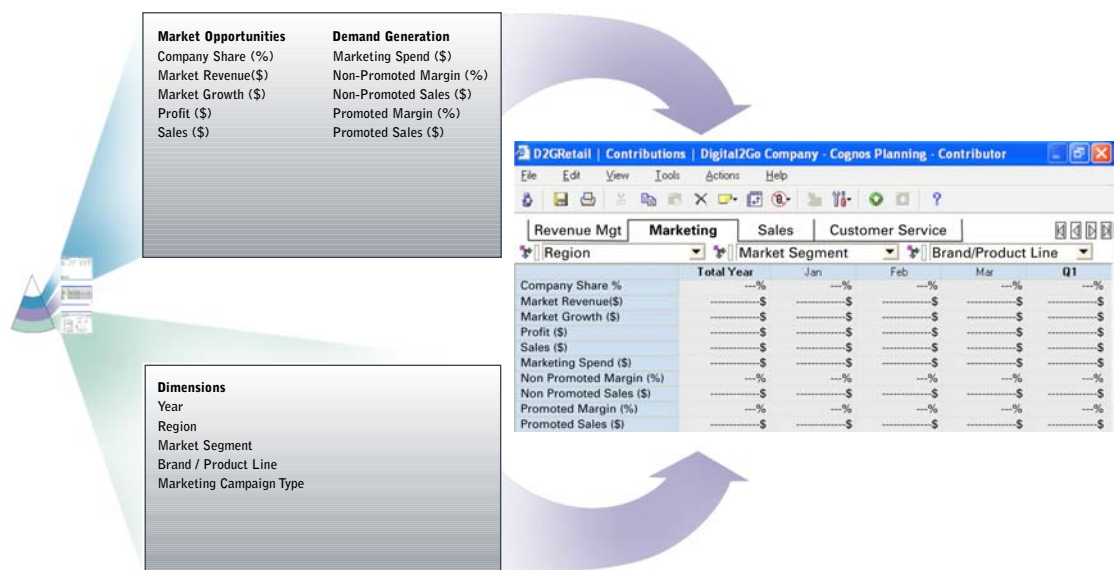 Market Opportunities
Company Share (%)
Market Revenue($)
Market Growth ($)
Profit ($)
Sales ($)
Demand Generation
Marketing Spend ($)
Non-Promoted Margin (%)
Non-Promoted Sales ($)
Promoted Margin (%)
Promoted Sales ($)
Dimensions
Year
Region
Market Segment
Brand / Product Line
Marketing Campaign Type
D2GRetail | Contributions | Digital2Go Company - Cognos Planning - Contributor
File Edit View Tools Actions Help
Revenue Mgt Marketing Sales Customer Service
Region Market Segment Brand/Product Line
Total Year Jan Feb Mar Q1
Company Share % ---% ---% ---% ---% ---%
Market Revenue($) ------------$ ------------$ ------------$ ------------$ ------------$
Market Growth ($) ------------$ ------------$ ------------$ ------------$ ------------$
Profit ($) ------------$ ------------$ ------------$ ------------$ ------------$
Sales ($) ------------$ ------------$ ------------$ ------------$ ------------$
Marketing Spend ($) ------------$ ------------$ ------------$ ------------$ ------------$
Non Promoted Margin (%) ---% ---% ---% ---% ---%
Non Promoted Sales ($) ------------$ ------------$ ------------$ ------------$ ------------$
Promoted Margin (%) ---% ---% ---% ---% ---%
Promoted Sales ($) ------------$ ------------$ ------------$ ------------$ ------------$